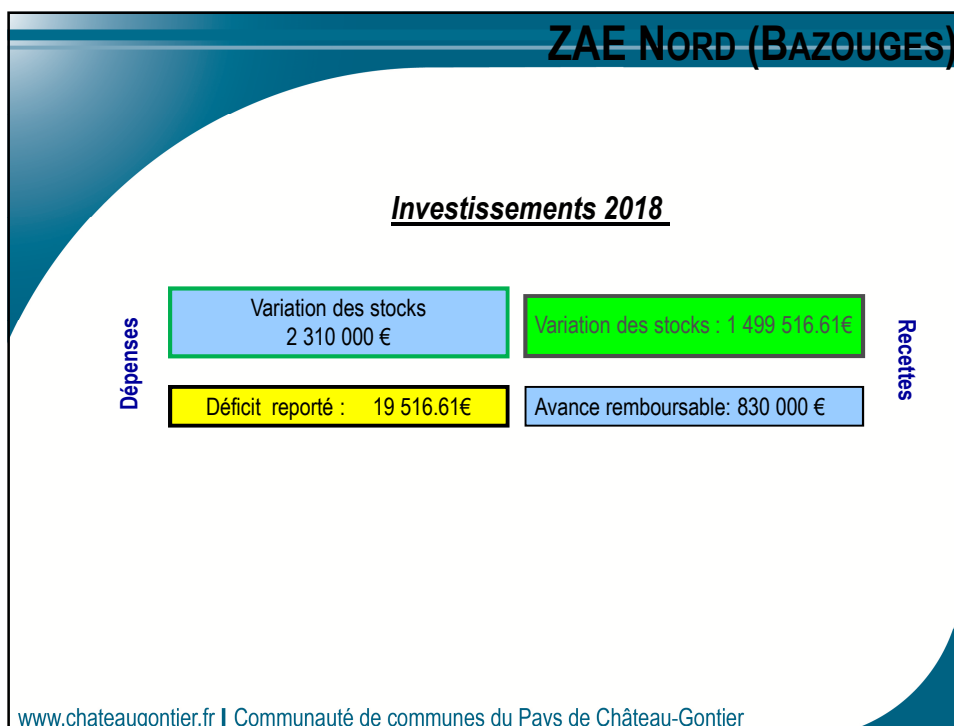 ZAE NORD (BAZOUGES)
Investissements 2018
Dépenses
Variation des stocks
2 310 000 €
Variation des stocks : 1 499 516.61€
Recettes
Déficit reporté : 19 516.61€
Avance remboursable: 830 000 €
www.chateaugontier.fr I Communauté de communes du Pays de Château-Gontier